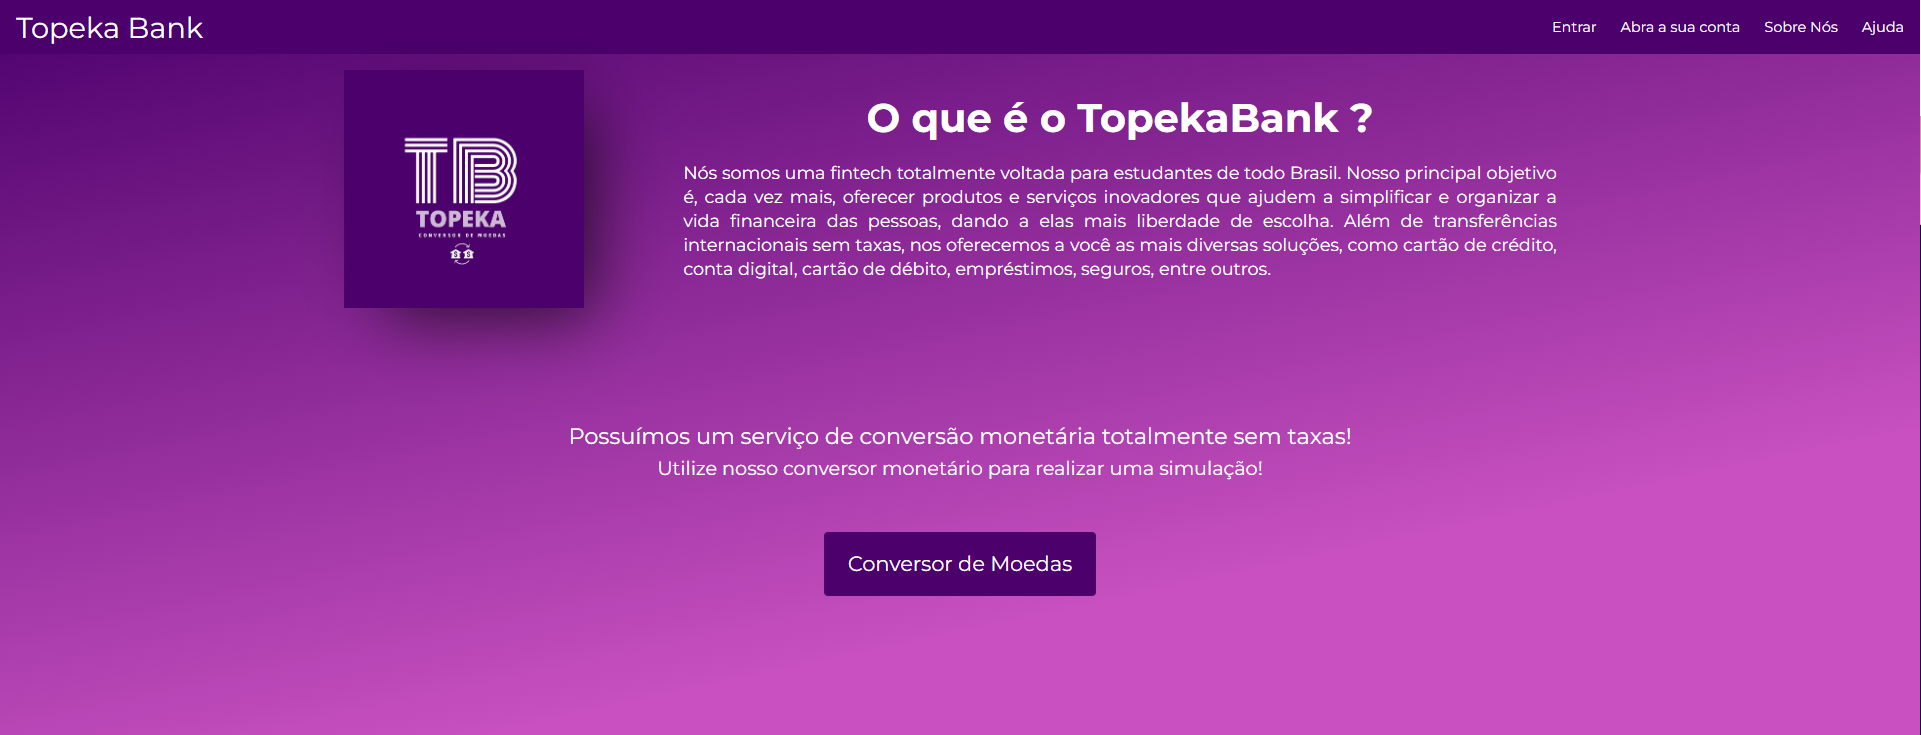 Topeka Bank
Entrar
Abra a sua conta
Sobre Nós
Ajuda
TB
TOPEKA
CONVERSOR DE MOEDAS
O que é o TopekaBank ?
Nós somos uma fintech totalmente voltada para estudantes de todo Brasil. Nosso principal objetivo
é, cada vez mais, oferecer produtos e serviços inovadores que ajudem a simplificar e organizar a
vida financeira das pessoas, dando a elas mais liberdade de escolha. Além de transferências
internacionais sem taxas, nos oferecemos a você as mais diversas soluções, como cartão de crédito,
conta digital, cartão de débito, empréstimos, seguros, entre outros.
Possuímos um serviço de conversão monetária totalmente sem taxas!
Utilize nosso conversor monetário para realizar uma simulação!
Conversor de Moedas